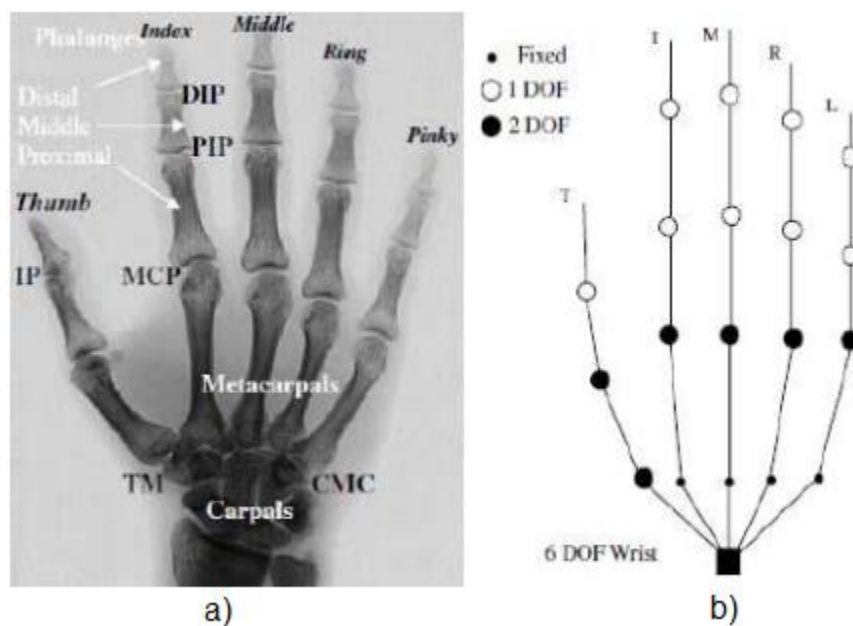 Index
Middle
Phalanges
Ring
Distal
DIP
Middle
PIP
Pinky
Proximal
Thumb
IP
MCP
Metacarpals
TM
CMC
Carpals
a)
I
M
R
L
T
Fixed
1 DOF
2 DOF
6 DOF Wrist
b)